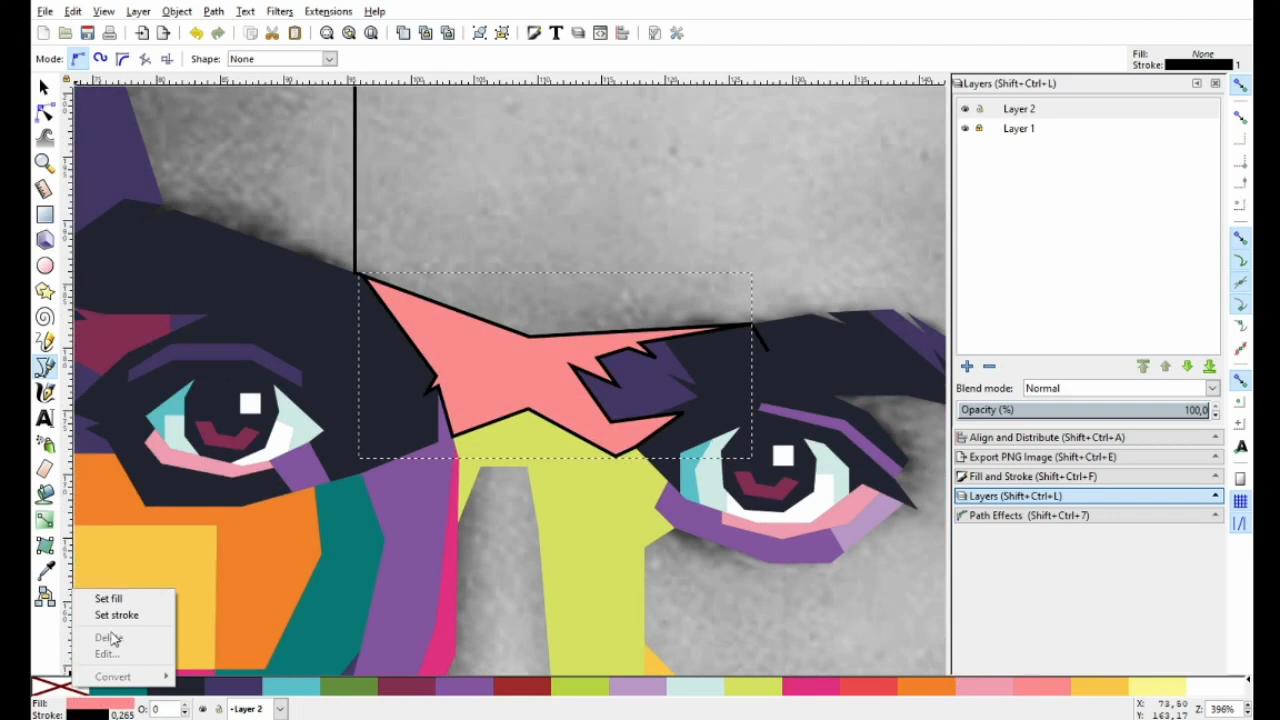 File Edit View Layer Object Path Text Filters Extensions Help
Mode: Shape: None
Fill: None
Stroke: 1
Layers (Shift+Ctrl+L)
Layer 2
Layer 1
Blend mode: Normal
Opacity (%) 100,0
Align and Distribute (Shift+Ctrl+A)
Export PNG Image (Shift+Ctrl+E)
Fill and Stroke (Shift+Ctrl+F)
Layers (Shift+Ctrl+L)
Path Effects (Shift+Ctrl+7)
Set fill
Set stroke
Edit...
Convert
Fill:
Stroke: 0,265
O: 0
Layer 2
X: 73,50
Y: 163,17
Z: 396%